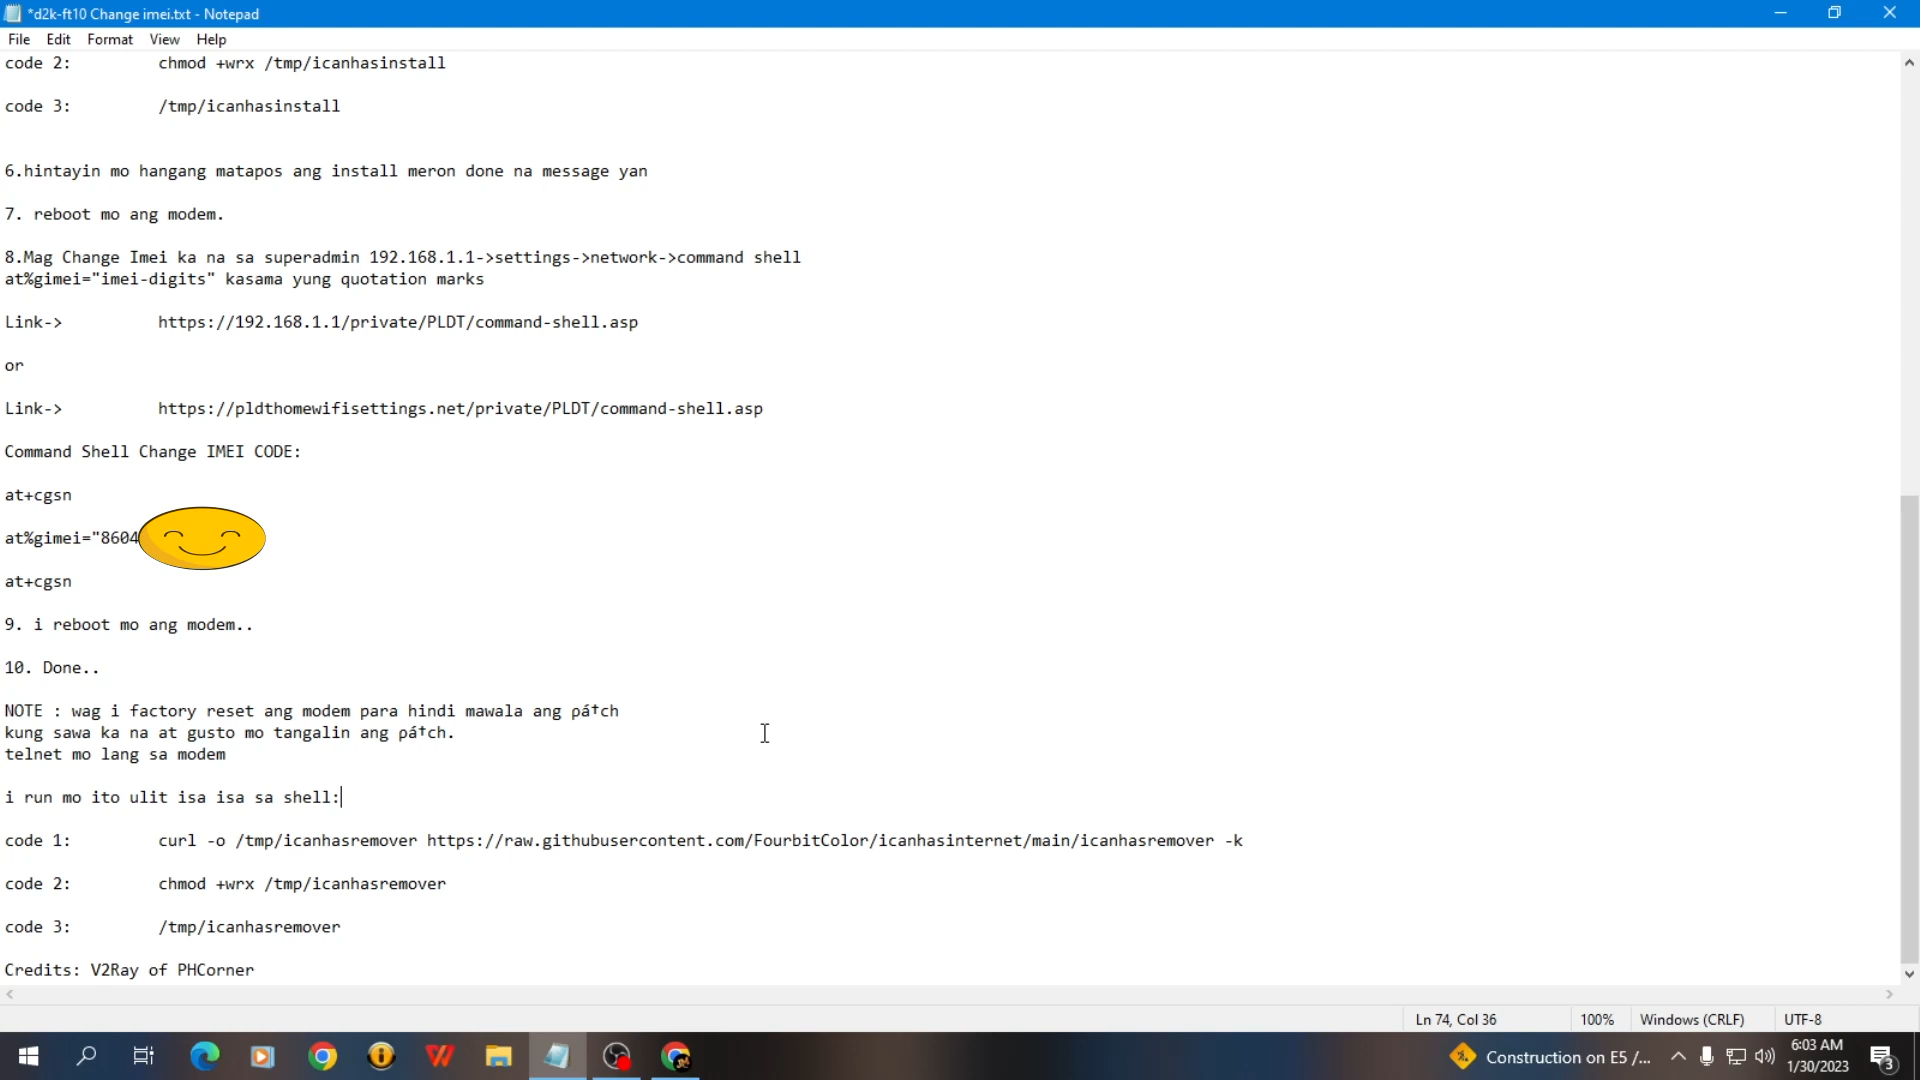 *d2k-ft10 Change imei.txt - Notepad
File Edit Format View Help
code 2: chmod +wrx /tmp/icanhasinstall
code 3: /tmp/icanhasinstall
6.hintayin mo hangang matapos ang install meron done na message yan
7. reboot mo ang modem.
8.Mag Change Imei ka na sa superadmin 192.168.1.1->settings->network->command shell
at%gimei="imei-digits" kasama yung quotation marks
Link-> https://192.168.1.1/private/PLDT/command-shell.asp
or
Link-> https://pldthomewifisettings.net/private/PLDT/command-shell.asp
Command Shell Change IMEI CODE:
at+cgsn
at%gimei="8604
at+cgsn
9. i reboot mo ang modem..
10. Done..
NOTE : wag i factory reset ang modem para hindi mawala ang ρá†ch
kung sawa ka na at gusto mo tangalin ang ρá†ch.
telnet mo lang sa modem
i run mo ito ulit isa isa sa shell:
code 1: curl -o /tmp/icanhasremover https://raw.githubusercontent.com/FourbitColor/icanhasinternet/main/icanhasremover -k
code 2: chmod +wrx /tmp/icanhasremover
code 3: /tmp/icanhasremover
Credits: V2Ray of PHCorner
Ln 74, Col 36 100% Windows (CRLF) UTF-8
Construction on E5 /... 6:03 AM
1/30/2023 3